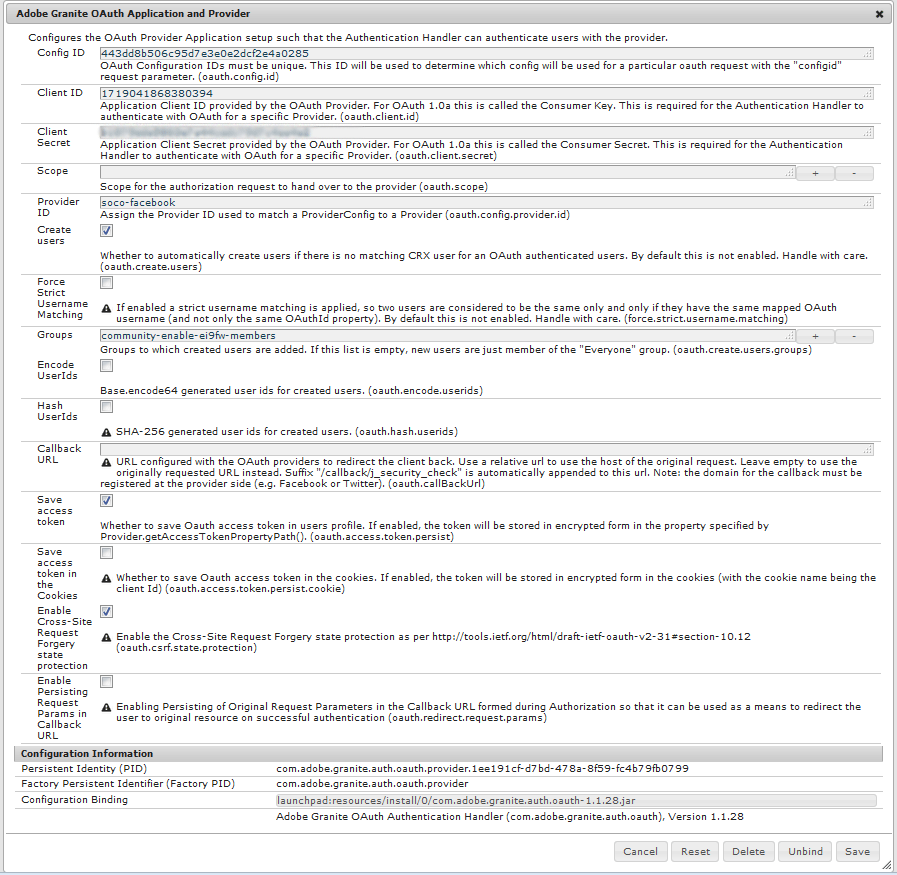 Adobe Granite OAuth Application and Provider
Configures the OAuth Provider Application setup such that the Authentication Handler can authenticate users with the provider.
Config ID
443dd8b506c95d7e3e0e2dcf2e4a0285
OAuth Configuration IDs must be unique. This ID will be used to determine which config will be used for a particular oauth request with the "configid"
request parameter. (oauth.config.id)
Client ID
1719041868380394
Application Client ID provided by the OAuth Provider. For OAuth 1.0a this is called the Consumer Key. This is required for the Authentication Handler to
authenticate with OAuth for a specific Provider. (oauth.client.id)
Client
Secret
Application Client Secret provided by the OAuth Provider. For OAuth 1.0a this is called the Consumer Secret. This is required for the Authentication
Handler to authenticate with OAuth for a specific Provider. (oauth.client.secret)
Scope
+
-
Scope for the authorization request to hand over to the provider (oauth.scope)
Provider
ID
soco-facebook
Assign the Provider ID used to match a ProviderConfig to a Provider (oauth.config.provider.id)
Create
users
Whether to automatically create users if there is no matching CRX user for an OAuth authenticated users. By default this is not enabled. Handle with care.
(oauth.create.users)
Force
Strict
Username
Matching
If enabled a strict username matching is applied, so two users are considered to be the same only and only if they have the same mapped OAuth
username (and not only the same OAuthId property). By default this is not enabled. Handle with care. (force.strict.username.matching)
Groups
community-enable-ei9fw-members
+
-
Groups to which created users are added. If this list is empty, new users are just member of the "Everyone" group. (oauth.create.users.groups)
Encode
UserIds
Base.encode64 generated user ids for created users. (oauth.encode.userids)
Hash
UserIds
SHA-256 generated user ids for created users. (oauth.hash.userids)
Callback
URL
URL configured with the OAuth providers to redirect the client back. Use a relative url to use the host of the original request. Leave empty to use the
originally requested URL instead. Suffix "/callback/j_security_check" is automatically appended to this url. Note: the domain for the callback must be
registered at the provider side (e.g. Facebook or Twitter). (oauth.callBackUrl)
Save
access
token
Whether to save Oauth access token in users profile. If enabled, the token will be stored in encrypted form in the property specified by
Provider.getAccessTokenPropertyPath(). (oauth.access.token.persist)
Save
access
token in
the
Cookies
Whether to save Oauth access token in the cookies. If enabled, the token will be stored in encrypted form in the cookies (with the cookie name being the
client Id) (oauth.access.token.persist.cookie)
Enable
Cross-Site
Request
Forgery
state
protection
Enable the Cross-Site Request Forgery state protection as per http://tools.ietf.org/html/draft-ietf-oauth-v2-31#section-10.12
(oauth.csrf.state.protection)
Enable
Persisting
Request
Params in
Callback
URL
Enabling Persisting of Original Request Parameters in the Callback URL formed during Authorization so that it can be used as a means to redirect the
user to original resource on successful authentication (oauth.redirect.request.params)
Configuration Information
Persistent Identity (PID)
com.adobe.granite.auth.oauth.provider.1ee191cf-d7bd-478a-8f59-fc4b79fb0799
Factory Persistent Identifier (Factory PID)
com.adobe.granite.auth.oauth.provider
Configuration Binding
launchpad:resources/install/0/com.adobe.granite.auth.oauth-1.1.28.jar
Adobe Granite OAuth Authentication Handler (com.adobe.granite.auth.oauth), Version 1.1.28
Cancel
Reset
Delete
Unbind
Save